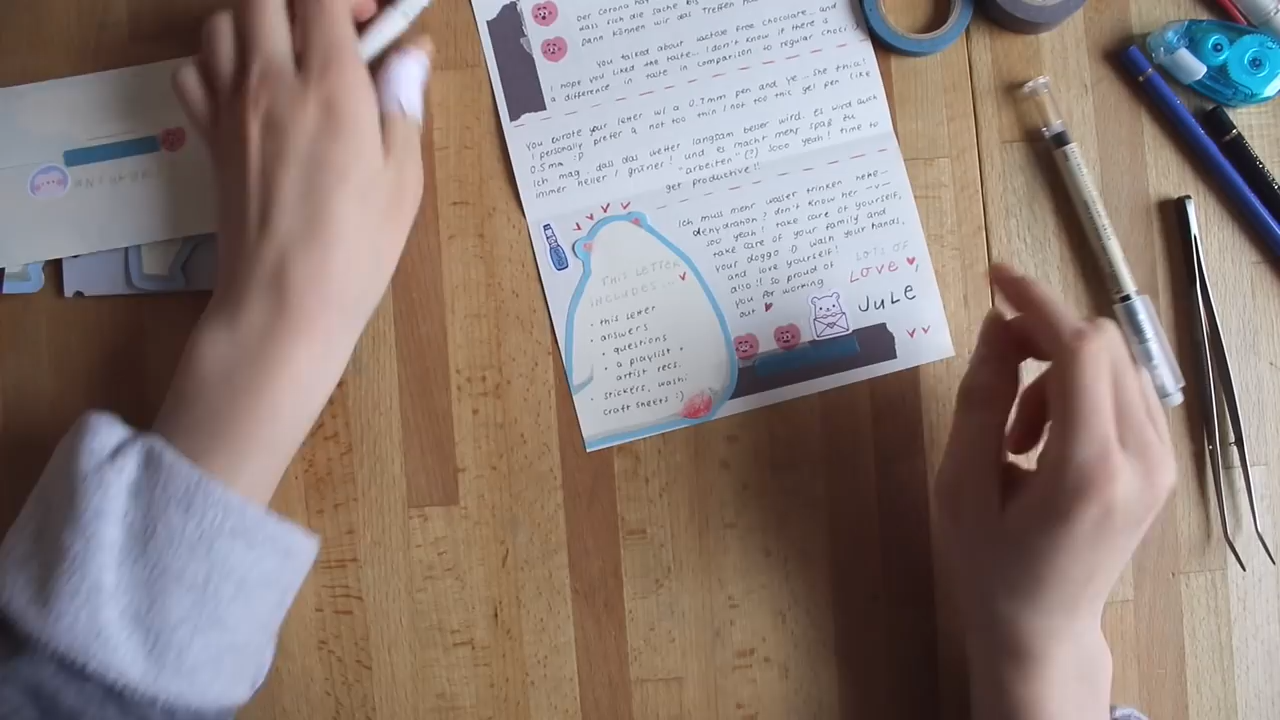 Der Corona
dass sich die Sache bis
Dann können wir das Treffen
You talked about lactose free chocolate... and
I hope you liked the taste... I don't know if there is
a difference in taste in comparison to regular choci
You wrote your letter w/ a 0.7mm pen and ye... she thic!
I personally prefer a not too thin / not too thic gel pen like
0.5mm :P
Ich mag, dass das Wetter langsam besser wird. Es wird auch
immer heller / grüner! und es macht mehr Spaß zu
"arbeiten" (?) Sooo yeah! time to
get productive!!
Ich muss mehr Wasser trinken hehe...
dehydration? don't know her -v-
soo yeah! take care of yourself,
take care of your family and
your doggo :D wash your hands,
and love yourself!
also :I so proud of
you for working
out
LOTS OF
LOVE
JULE
THIS LETTER
INCLUDES...
• this letter
• answers
• questions
• a playlist •
artist recs.
• stickers, washi
craft sheets :)